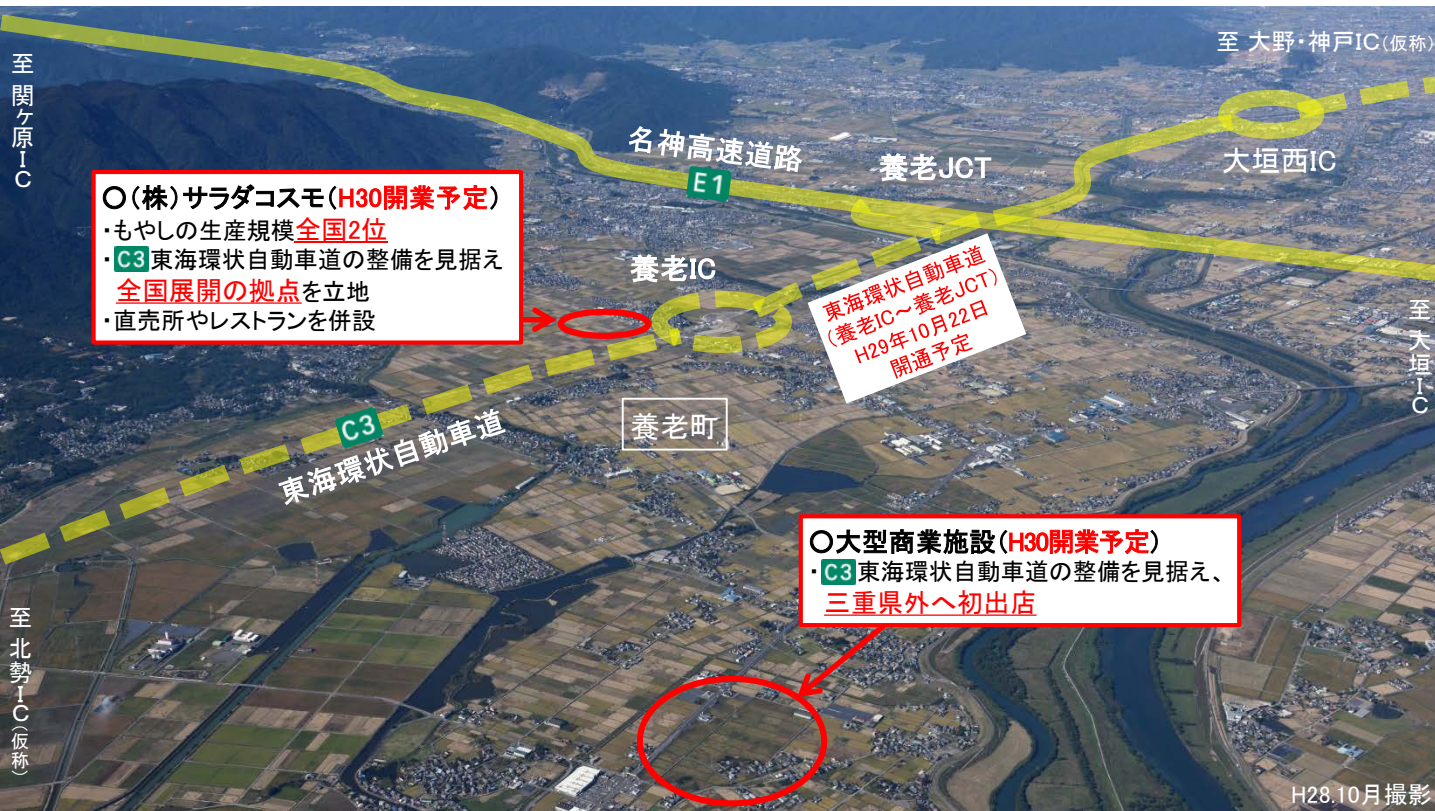 至 大野・神戸IC(仮称)
至 関ヶ原IC
名神高速道路
E1
養老JCT
大垣西IC
○(株)サラダコスモ(H30開業予定)
・もやしの生産規模全国2位
・C3東海環状自動車道の整備を見据え
全国展開の拠点を立地
・直売所やレストランを併設
養老IC
東海環状自動車道
(養老IC~養老JCT)
H29年10月22日
開通予定
至 大垣IC
C3
東海環状自動車道
養老町
○大型商業施設(H30開業予定)
・C3東海環状自動車道の整備を見据え、
三重県外へ初出店
至 北勢IC(仮称)
H28.10月撮影